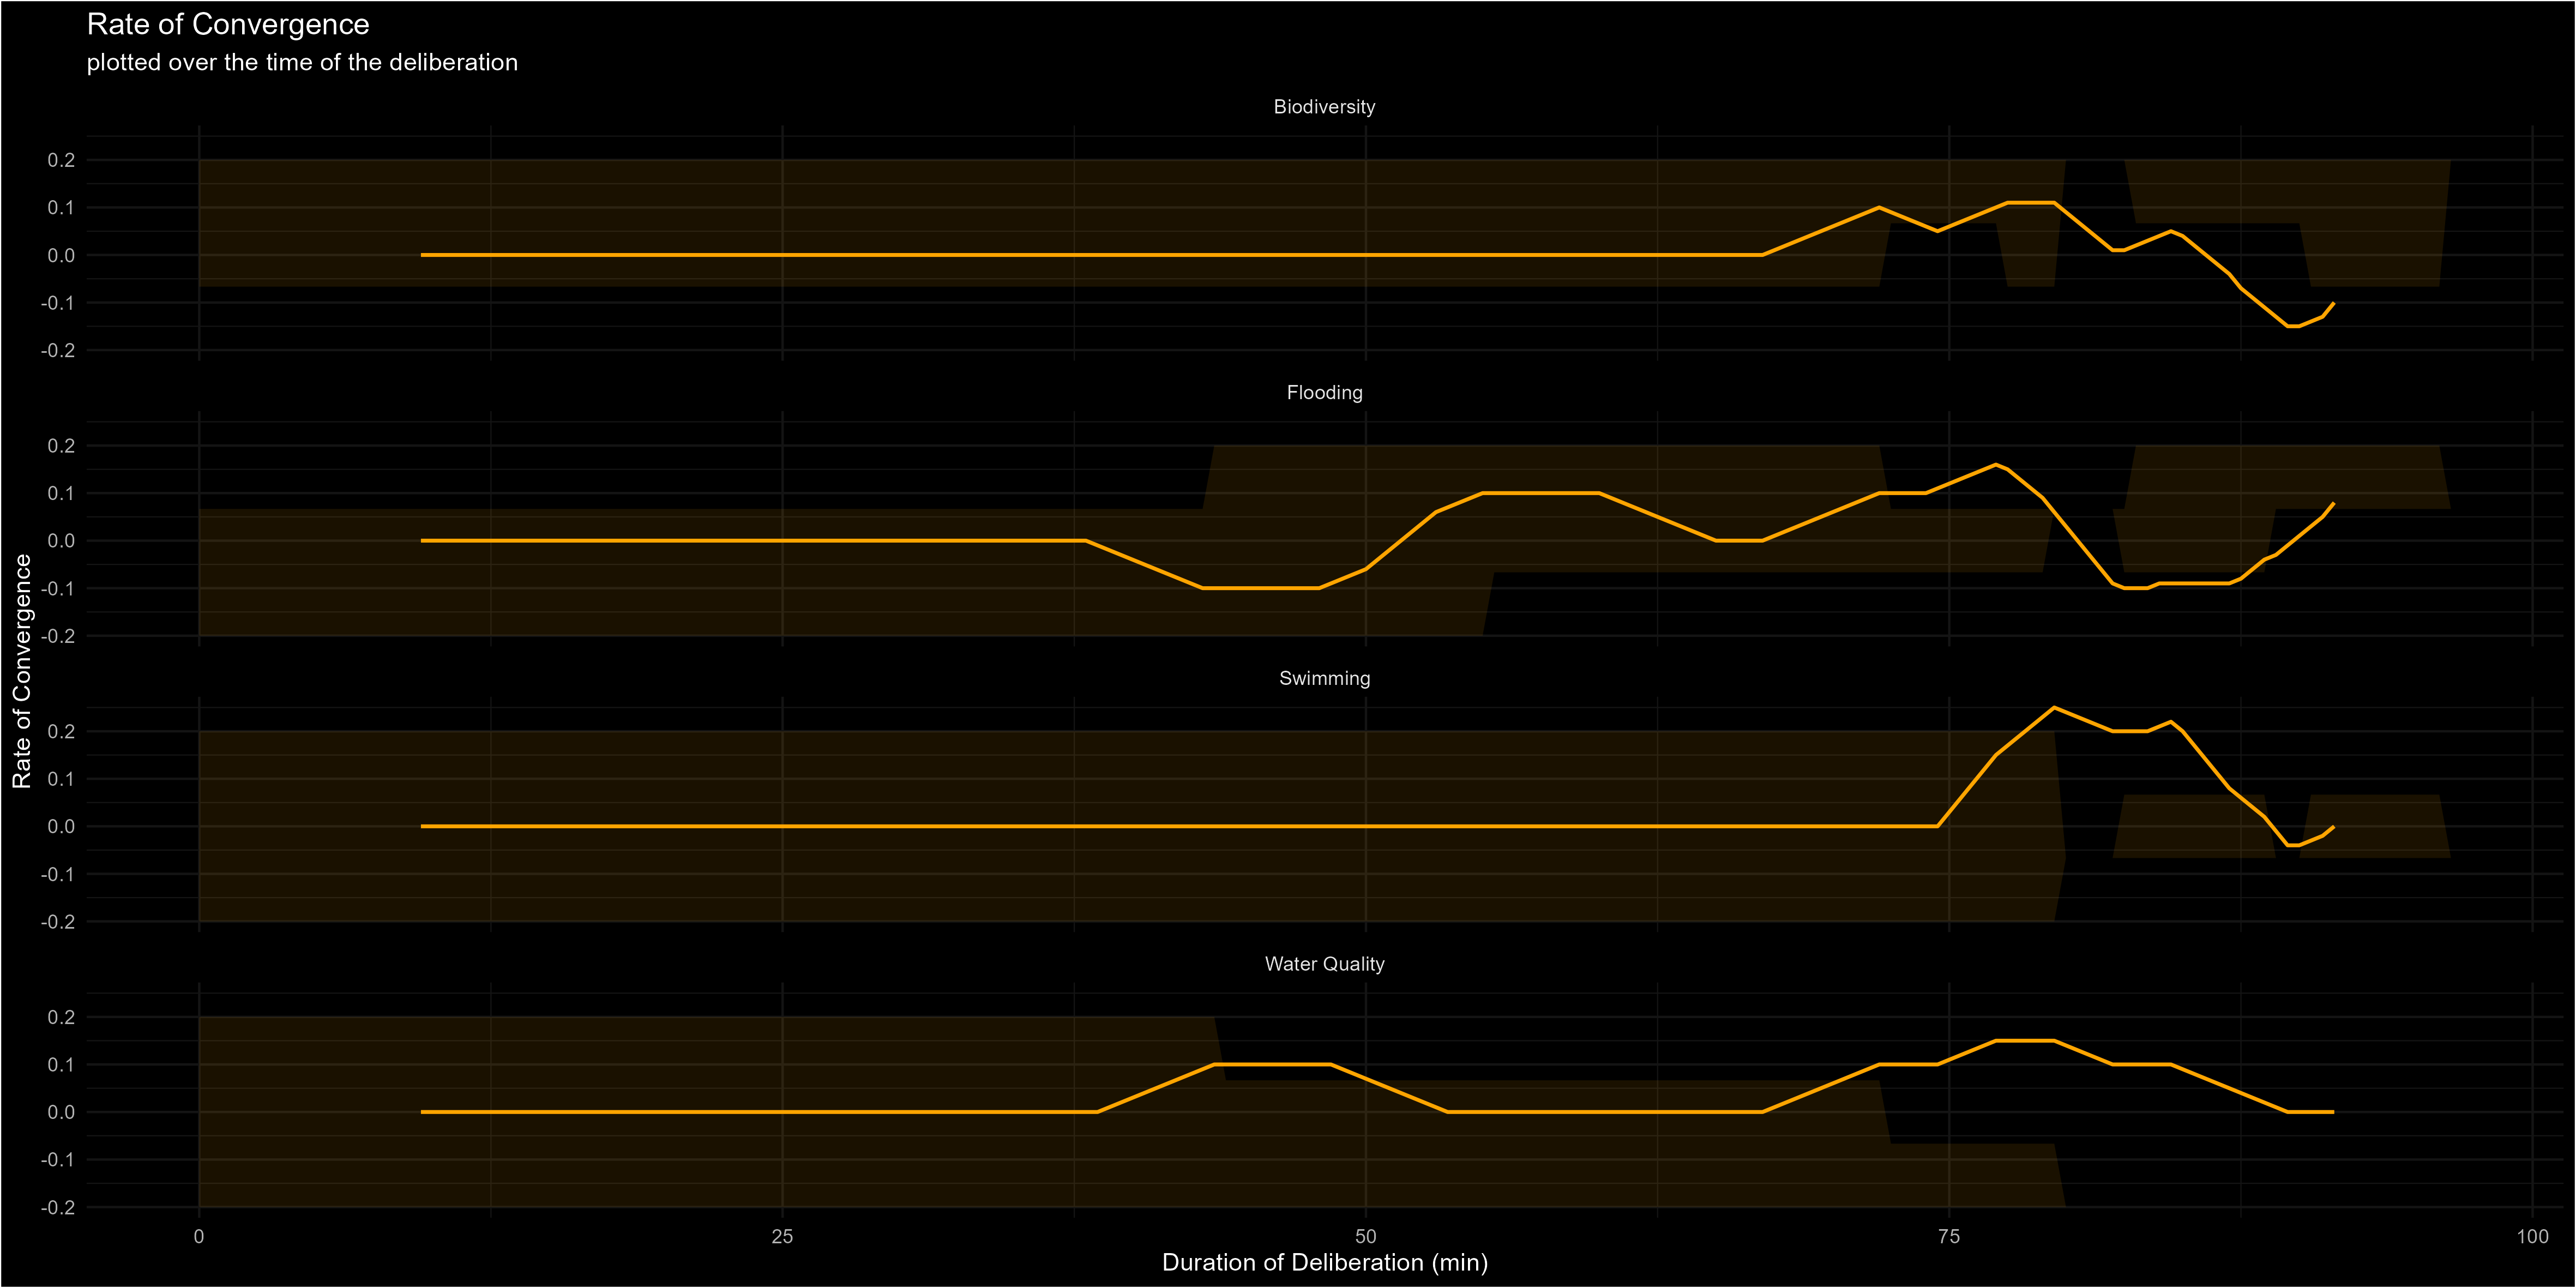 Rate of Convergence
plotted over the time of the deliberation
Biodiversity
0.2
0.1
0.0
-0.1
-0.2
Flooding
0.2
0.1
0.0
-0.1
-0.2
Rate of Convergence
Swimming
0.2
0.1
0.0
-0.1
-0.2
Water Quality
0.2
0.1
0.0
-0.1
-0.2
0 25 50 75 100
Duration of Deliberation (min)